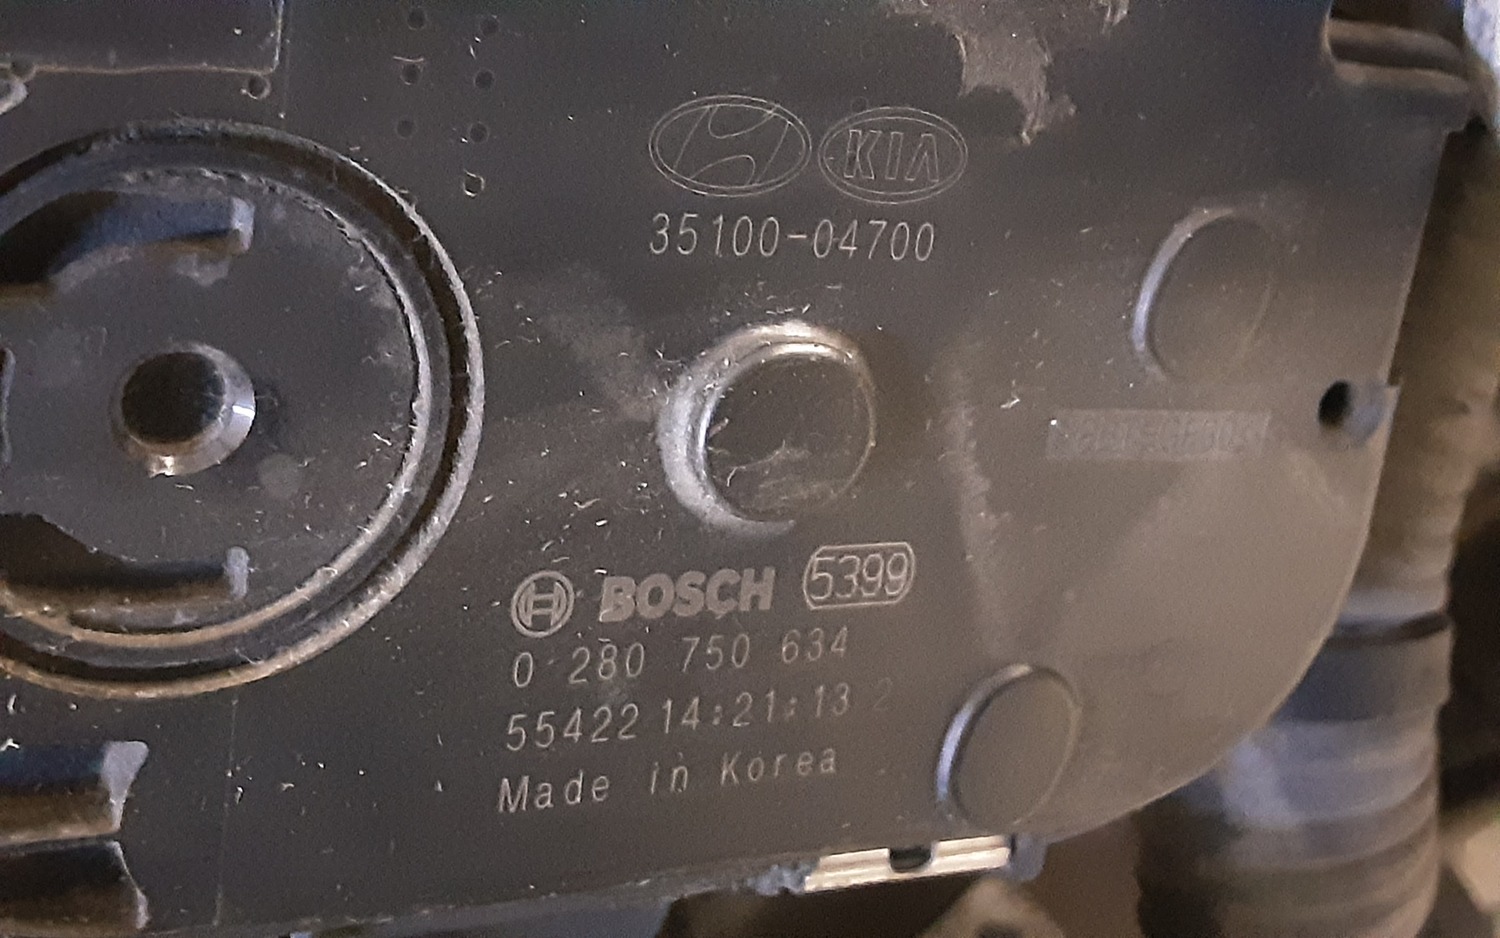 KIA
35100-04700
BOSCH 5399
0 280 750 634
55422 14:21:13 2
Made in Korea